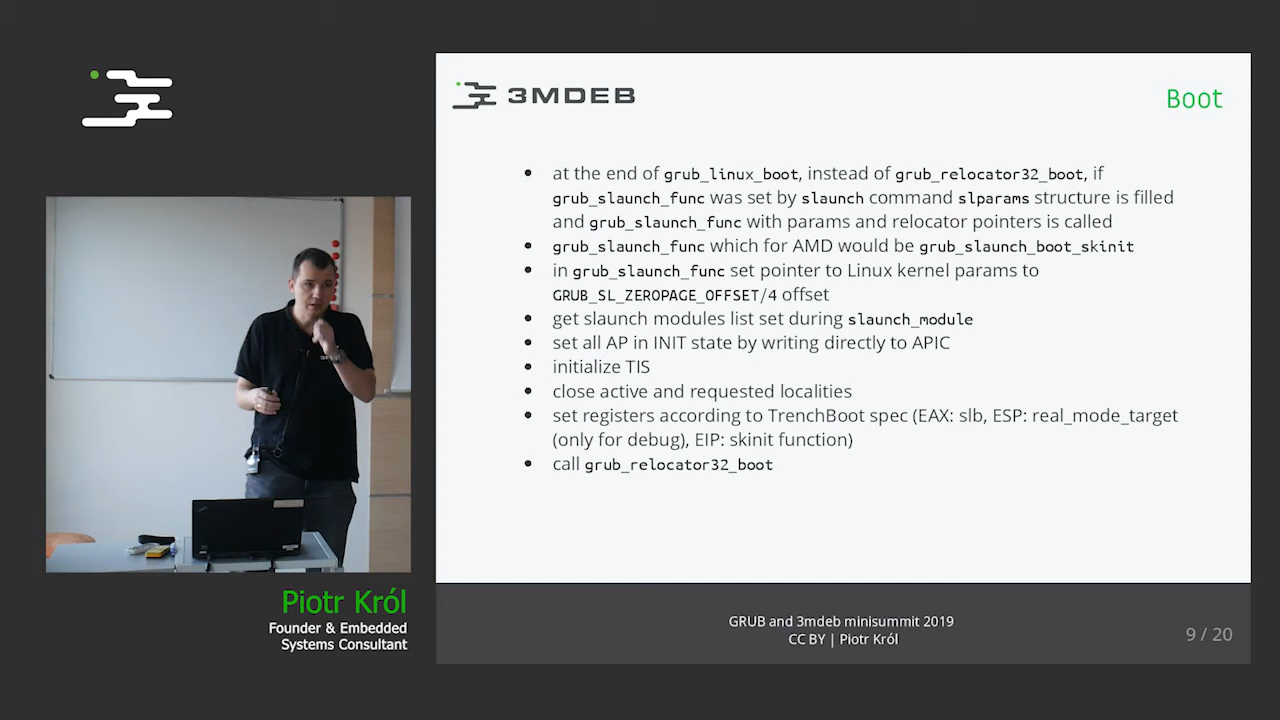 3MDEB
Boot
at the end of grub_linux_boot, instead of grub_relocator32_boot, if
grub_slaunch_func was set by slaunch command slparams structure is filled
and grub_slaunch_func with params and relocator pointers is called
grub_slaunch_func which for AMD would be grub_slaunch_boot_skinit
in grub_slaunch_func set pointer to Linux kernel params to
GRUB_SL_ZEROPAGE_OFFSET/4 offset
get slaunch modules list set during slaunch_module
set all AP in INIT state by writing directly to APIC
initialize TIS
close active and requested localities
set registers according to TrenchBoot spec (EAX: slb, ESP: real_mode_target
(only for debug), EIP: skinit function)
call grub_relocator32_boot
Piotr Król
Founder & Embedded
Systems Consultant
GRUB and 3mdeb minisummit 2019
CC BY | Piotr Król
9 / 20